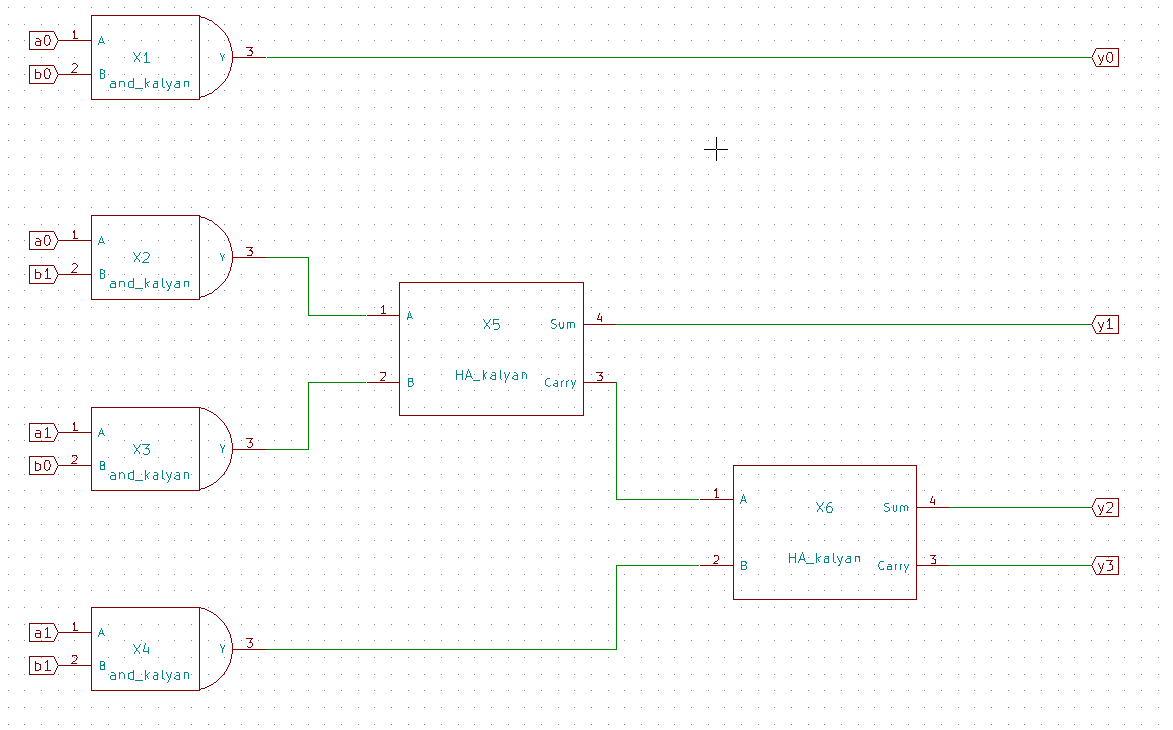 a0 1 A
b0 2 B
X1
and_kalyan
Y 3
y0
a0 1 A
b1 2 B
X2
and_kalyan
Y 3
1 A
2 B
X5
HA_kalyan
Sum 4
Carry 3
y1
a1 1 A
b0 2 B
X3
and_kalyan
Y 3
1 A
2 B
X6
HA_kalyan
Sum 4
Carry 3
y2
y3
a1 1 A
b1 2 B
X4
and_kalyan
Y 3